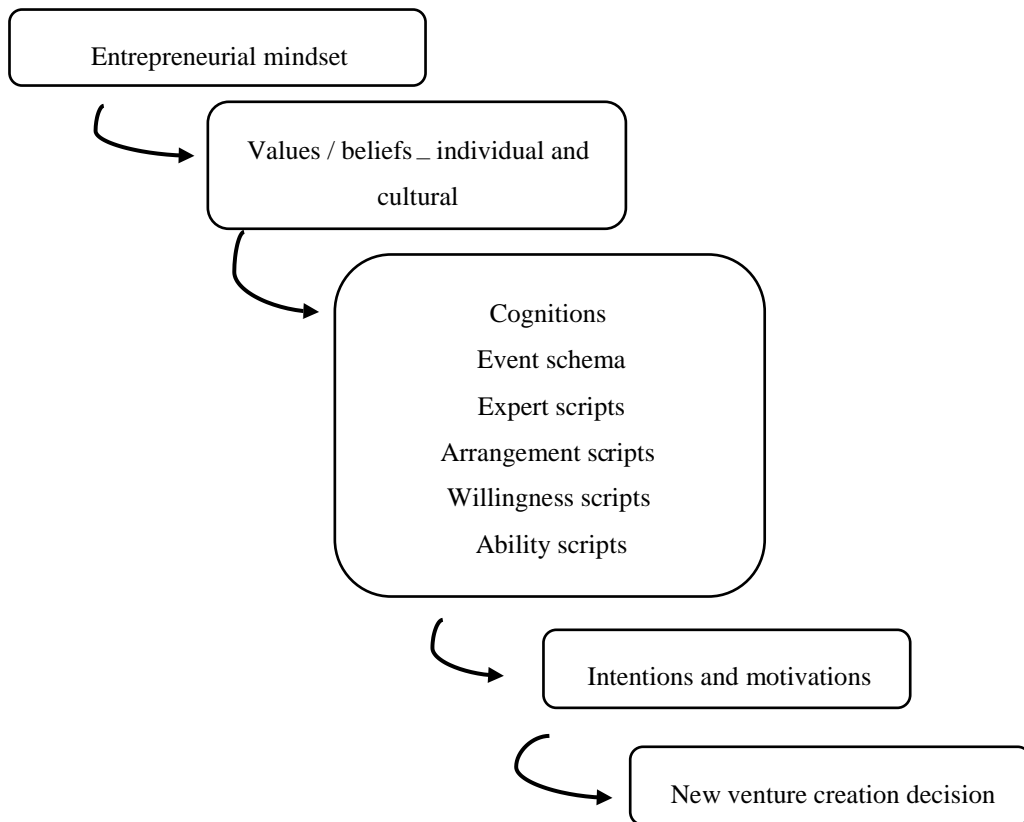 Entrepreneurial mindset
Values / beliefs _ individual and
cultural
Cognitions
Event schema
Expert scripts
Arrangement scripts
Willingness scripts
Ability scripts
Intentions and motivations
New venture creation decision